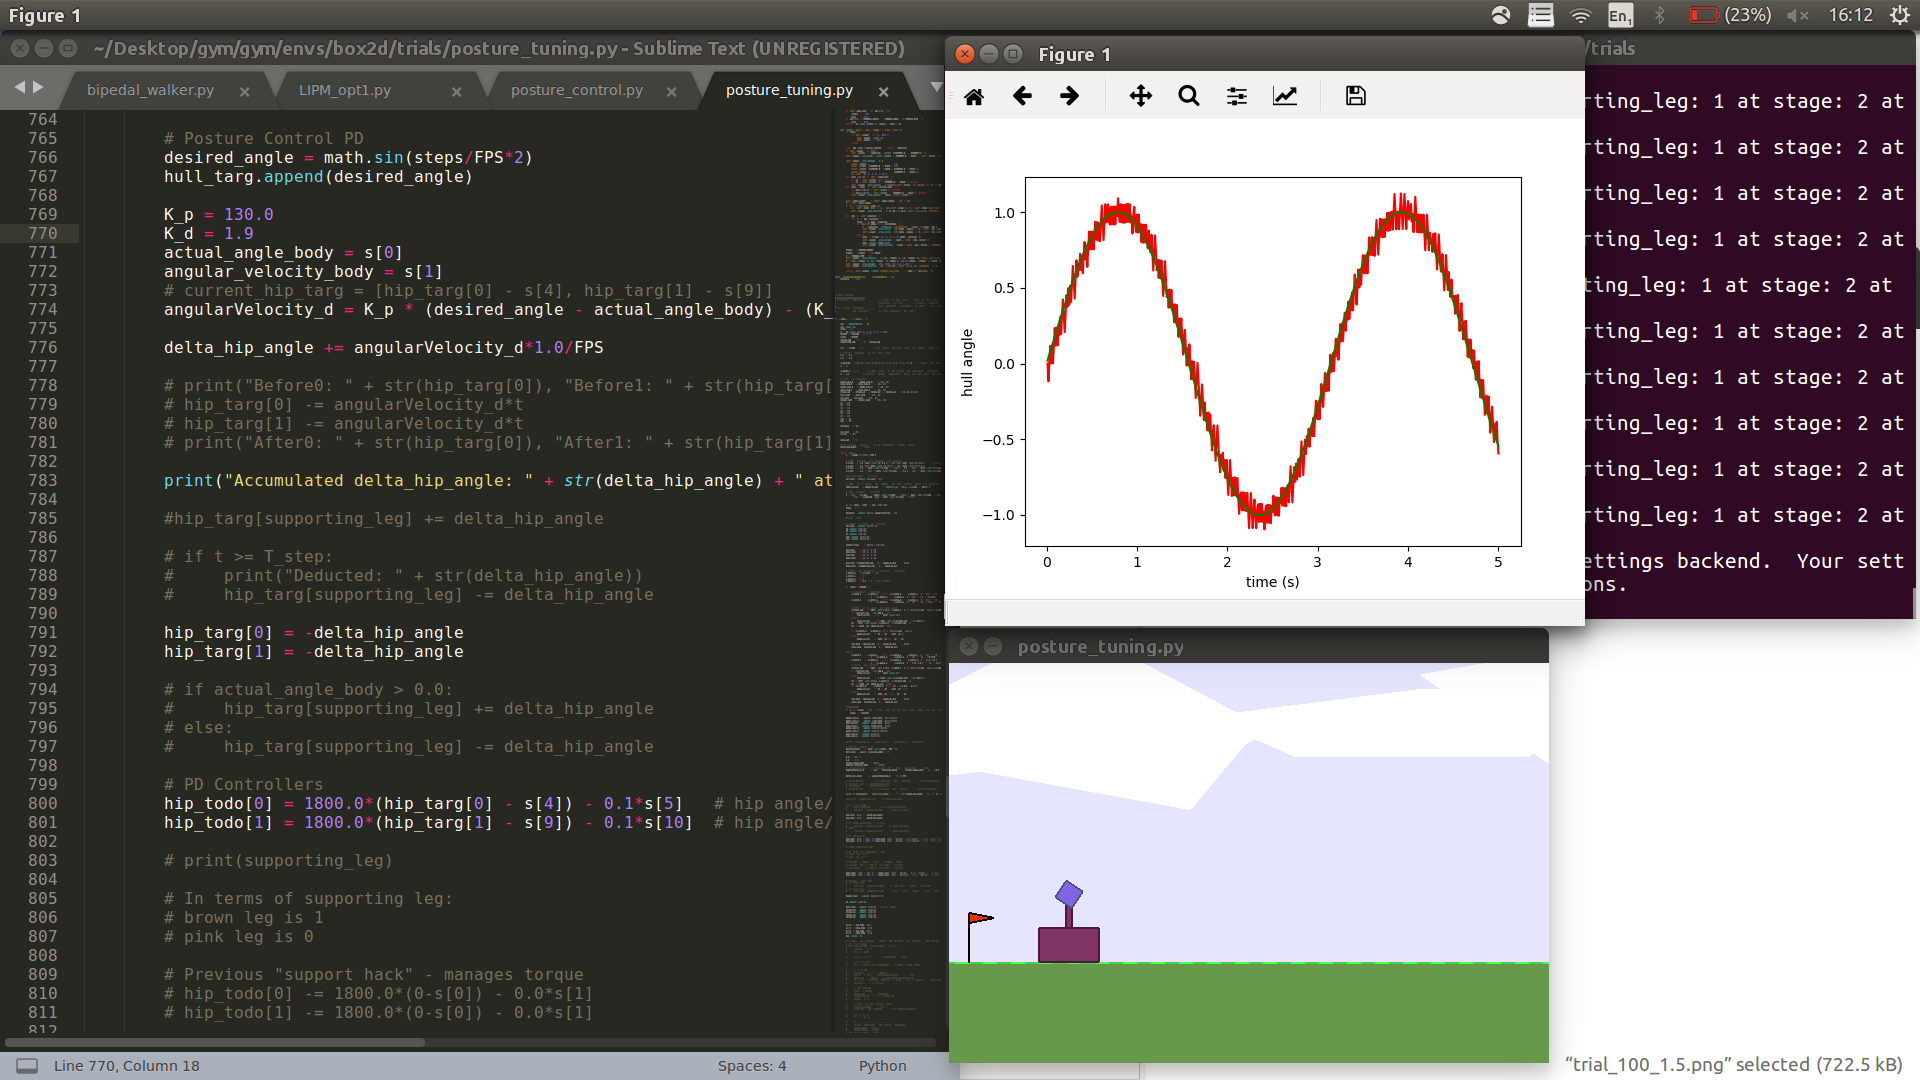 Figure 1
En1
(23%)
16:12
~/Desktop/gym/gym/envs/box2d/trials/posture_tuning.py - Sublime Text (UNREGISTERED)
bipedal_walker.py
LIPM_opt1.py
posture_control.py
posture_tuning.py
764
765 # Posture Control PD
766 desired_angle = math.sin(steps/FPS*2)
767 hull_targ.append(desired_angle)
768
769 K_p = 130.0
770 K_d = 1.9
771 actual_angle_body = s[0]
772 angular_velocity_body = s[1]
773 # current_hip_targ = [hip_targ[0] - s[4], hip_targ[1] - s[9]]
774 angularVelocity_d = K_p * (desired_angle - actual_angle_body) - (K_
775
776 delta_hip_angle += angularVelocity_d*1.0/FPS
777
778 # print("Before0: " + str(hip_targ[0]), "Before1: " + str(hip_targ[
779 # hip_targ[0] -= angularVelocity_d*t
780 # hip_targ[1] -= angularVelocity_d*t
781 # print("After0: " + str(hip_targ[0]), "After1: " + str(hip_targ[1]
782
783 print("Accumulated delta_hip_angle: " + str(delta_hip_angle) + " at
784
785 #hip_targ[supporting_leg] += delta_hip_angle
786
787 # if t >= T_step:
788 #     print("Deducted: " + str(delta_hip_angle))
789 #     hip_targ[supporting_leg] -= delta_hip_angle
790
791 hip_targ[0] = -delta_hip_angle
792 hip_targ[1] = -delta_hip_angle
793
794 # if actual_angle_body > 0.0:
795 #     hip_targ[supporting_leg] += delta_hip_angle
796 # else:
797 #     hip_targ[supporting_leg] -= delta_hip_angle
798
799 # PD Controllers
800 hip_todo[0] = 1800.0*(hip_targ[0] - s[4]) - 0.1*s[5]   # hip angle/
801 hip_todo[1] = 1800.0*(hip_targ[1] - s[9]) - 0.1*s[10]  # hip angle/
802
803 # print(supporting_leg)
804
805 # In terms of supporting leg:
806 # brown leg is 1
807 # pink leg is 0
808
809 # Previous "support hack" - manages torque
810 # hip_todo[0] -= 1800.0*(0-s[0]) - 0.0*s[1]
811 # hip_todo[1] -= 1800.0*(0-s[0]) - 0.0*s[1]
812
Line 770, Column 18
Spaces: 4
Python
Figure 1
1.0
0.5
0.0
−0.5
−1.0
hull angle
0 1 2 3 4 5
time (s)
/trials
rting_leg: 1 at stage: 2 at
rting_leg: 1 at stage: 2 at
rting_leg: 1 at stage: 2 at
rting_leg: 1 at stage: 2 at
ting_leg: 1 at stage: 2 at
rting_leg: 1 at stage: 2 at
rting_leg: 1 at stage: 2 at
rting_leg: 1 at stage: 2 at
rting_leg: 1 at stage: 2 at
rting_leg: 1 at stage: 2 at
ettings backend.  Your sett
ons.
posture_tuning.py
“trial_100_1.5.png” selected (722.5 kB)